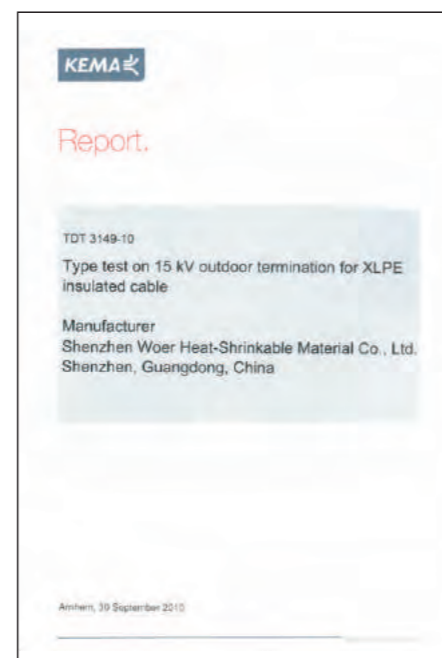 KEMA
Report.
TDT 3149-10
Type test on 15 kV outdoor termination for XLPE
insulated cable
Manufacturer
Shenzhen Woer Heat-Shrinkable Material Co., Ltd.
Shenzhen, Guangdong, China
Arnhem, 30 September 2010